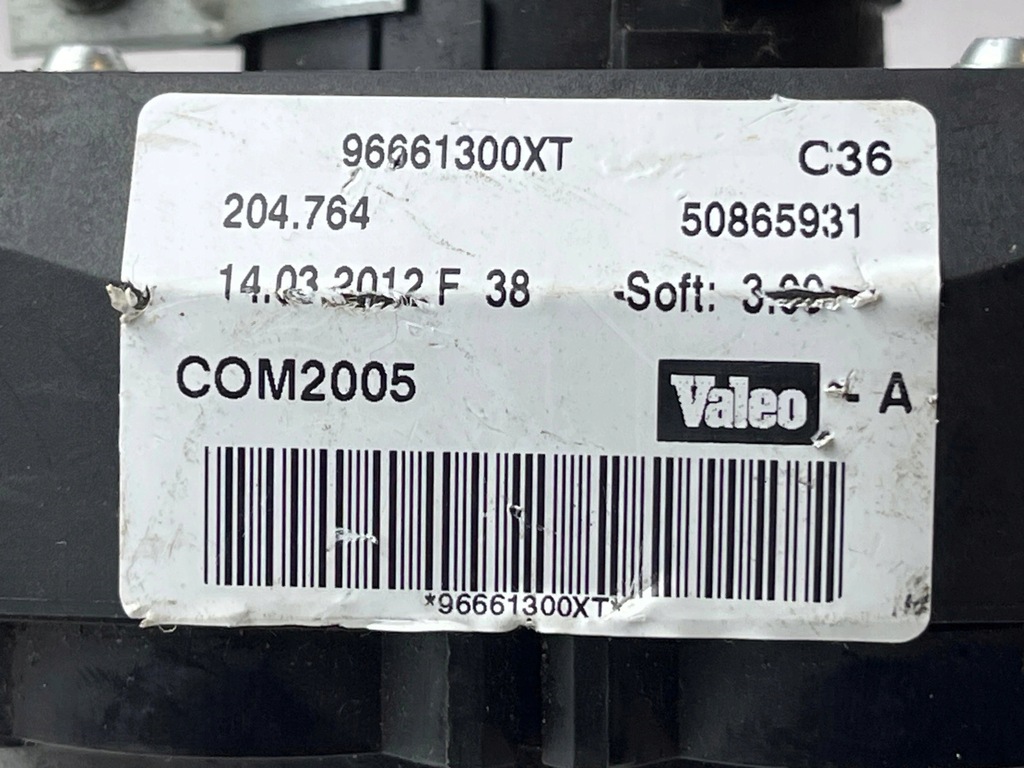 96661300XT C36
204.764 50865931
14.03.2012 F 38 Soft:
COM2005 Valeo - A
*96661300XT*